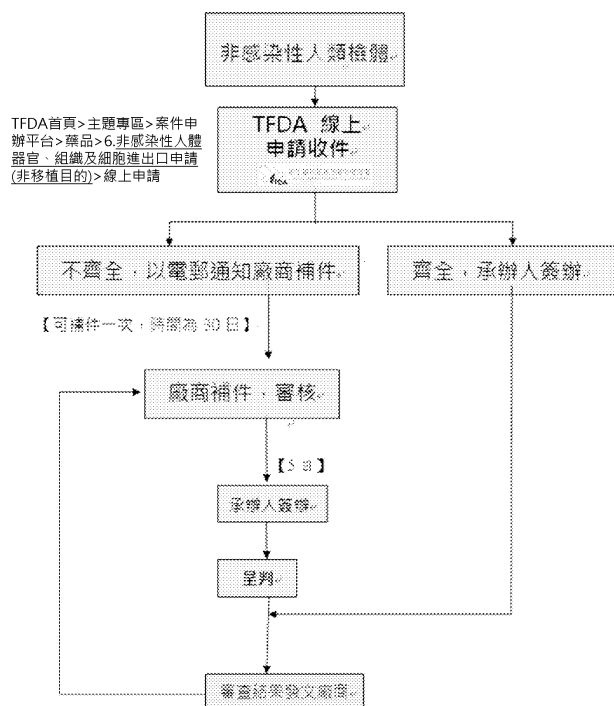 非感染性人類檢體
TFDA首頁>主題專區>案件申
辦平台>藥品>6.非感染性人體
器官、組織及細胞進出口申請
(非移植目的)>線上申請
TFDA 線上
申請收件
不齊全，以電郵通知廠商補件
齊全，承辦人簽辦
【可補件一次，時間為 30 日】
廠商補件，審核
【5 日】
承辦人簽辦
呈判
審查結果發文廠商